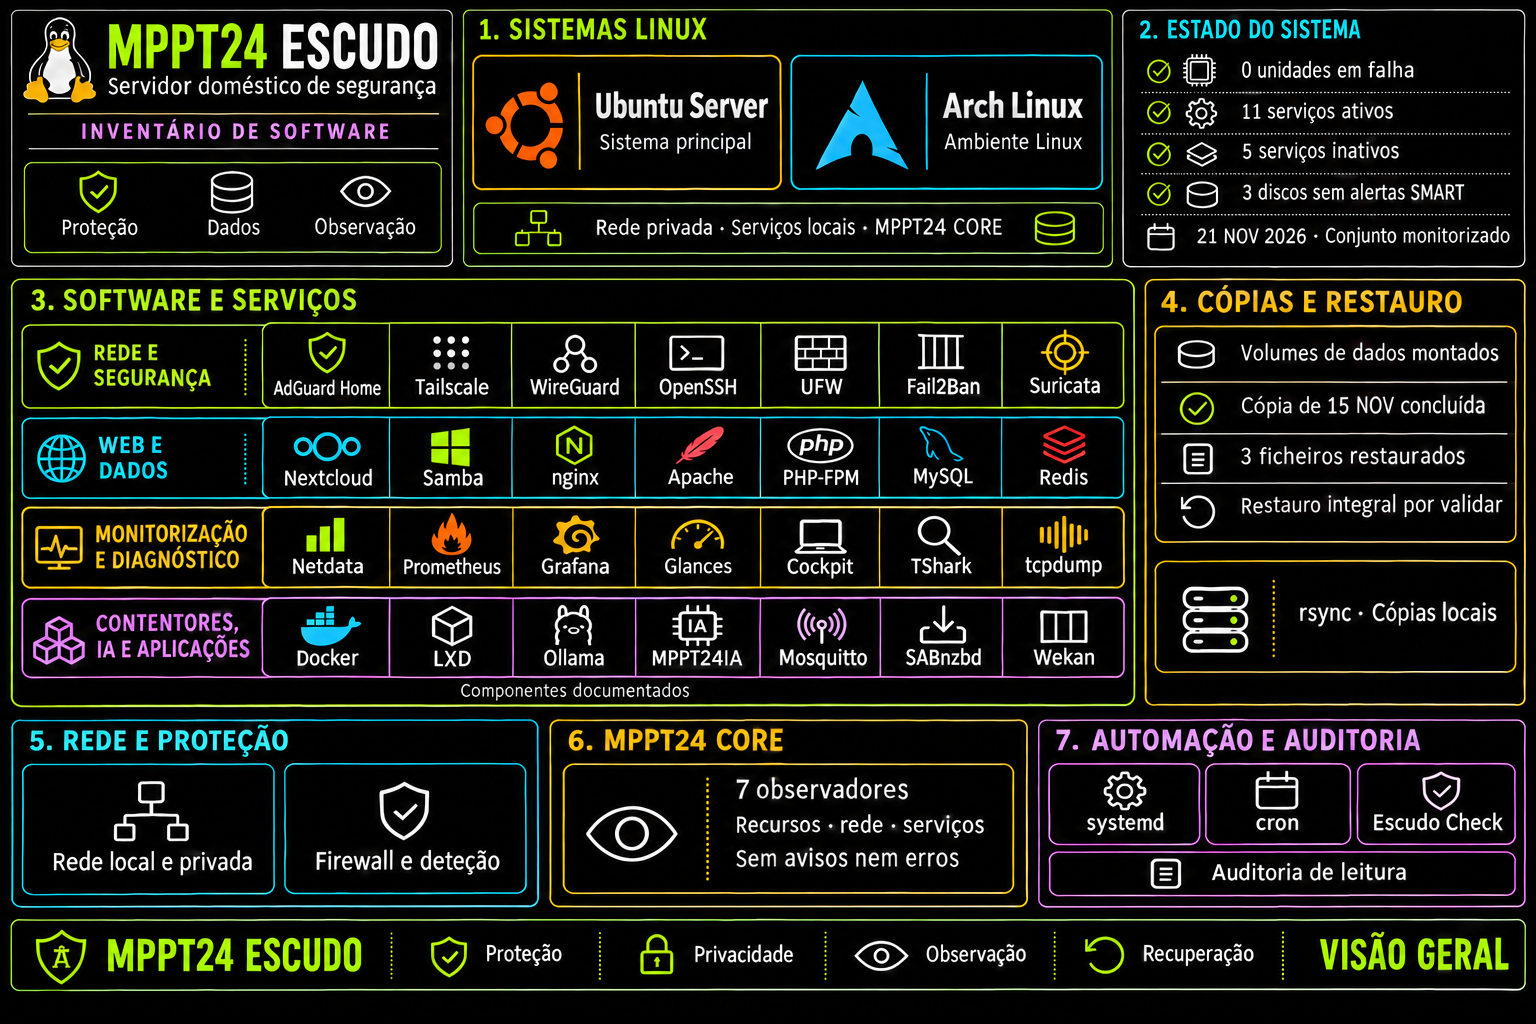 MPPT24 ESCUDO
Servidor doméstico de segurança
INVENTÁRIO DE SOFTWARE
Proteção
Dados
Observação
1. SISTEMAS LINUX
Ubuntu Server
Sistema principal
Arch Linux
Ambiente Linux
Rede privada · Serviços locais · MPPT24 CORE
2. ESTADO DO SISTEMA
0 unidades em falha
11 serviços ativos
5 serviços inativos
3 discos sem alertas SMART
21 NOV 2026 · Conjunto monitorizado
3. SOFTWARE E SERVIÇOS
REDE E
SEGURANÇA
AdGuard Home
Tailscale
WireGuard
OpenSSH
UFW
Fail2Ban
Suricata
WEB E
DADOS
Nextcloud
Samba
N
nginx
Apache
php
PHP-FPM
MySQL
Redis
MONITORIZAÇÃO
E DIAGNÓSTICO
Netdata
Prometheus
Grafana
Glances
Cockpit
TShark
tcpdump
CONTENTORES,
IA E APLICAÇÕES
Docker
LXD
Ollama
IA
MPPT24IA
Mosquitto
SABnzbd
Wekan
Componentes documentados
4. CÓPIAS E RESTAURO
Volumes de dados montados
Cópia de 15 NOV concluída
3 ficheiros restaurados
Restauro integral por validar
rsync · Cópias locais
5. REDE E PROTEÇÃO
Rede local e privada
Firewall e deteção
6. MPPT24 CORE
7 observadores
Recursos · rede · serviços
Sem avisos nem erros
7. AUTOMAÇÃO E AUDITORIA
systemd
cron
Escudo Check
Auditoria de leitura
MPPT24 ESCUDO
Proteção
Privacidade
Observação
Recuperação
VISÃO GERAL